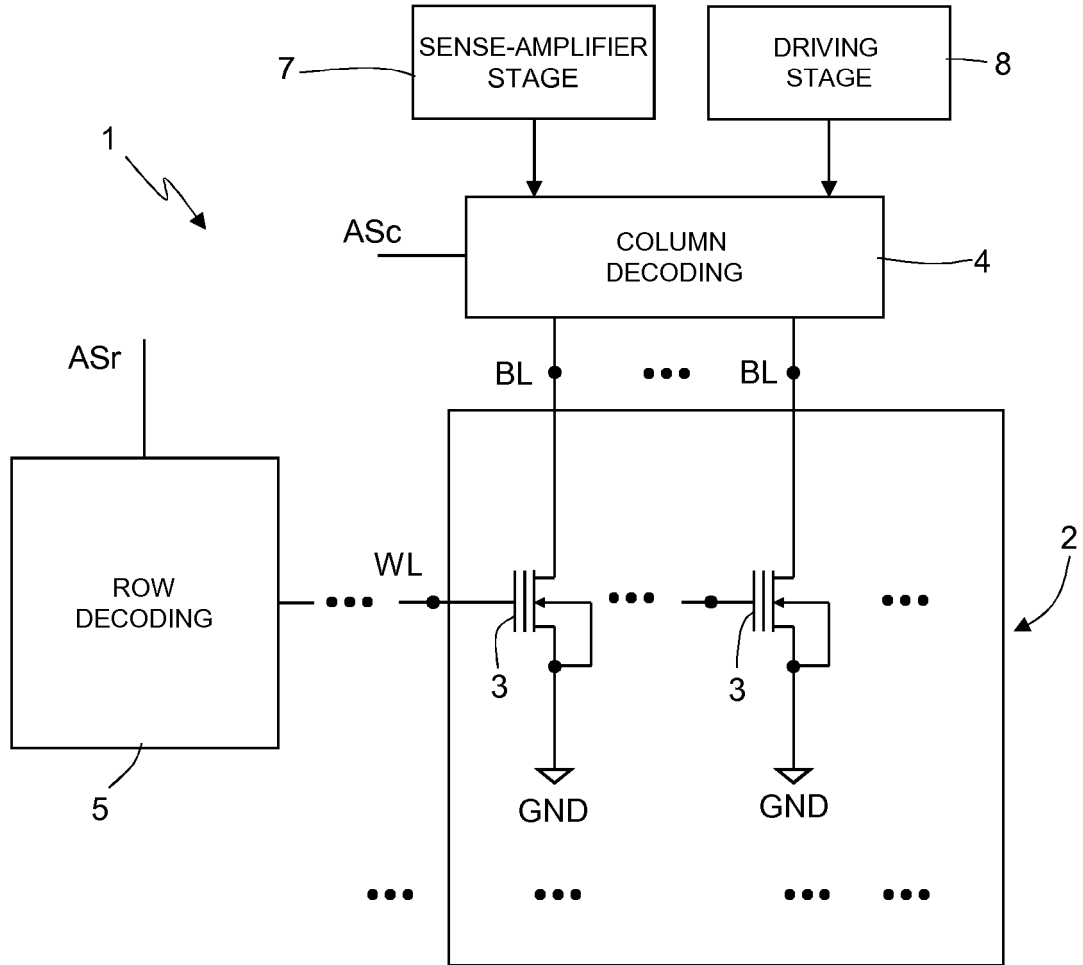 SENSE-AMPLIFIER
STAGE
7
DRIVING
STAGE
8
1
ASc
COLUMN
DECODING
4
ASr
BL
BL
ROW
DECODING
5
WL
2
3
3
GND
GND